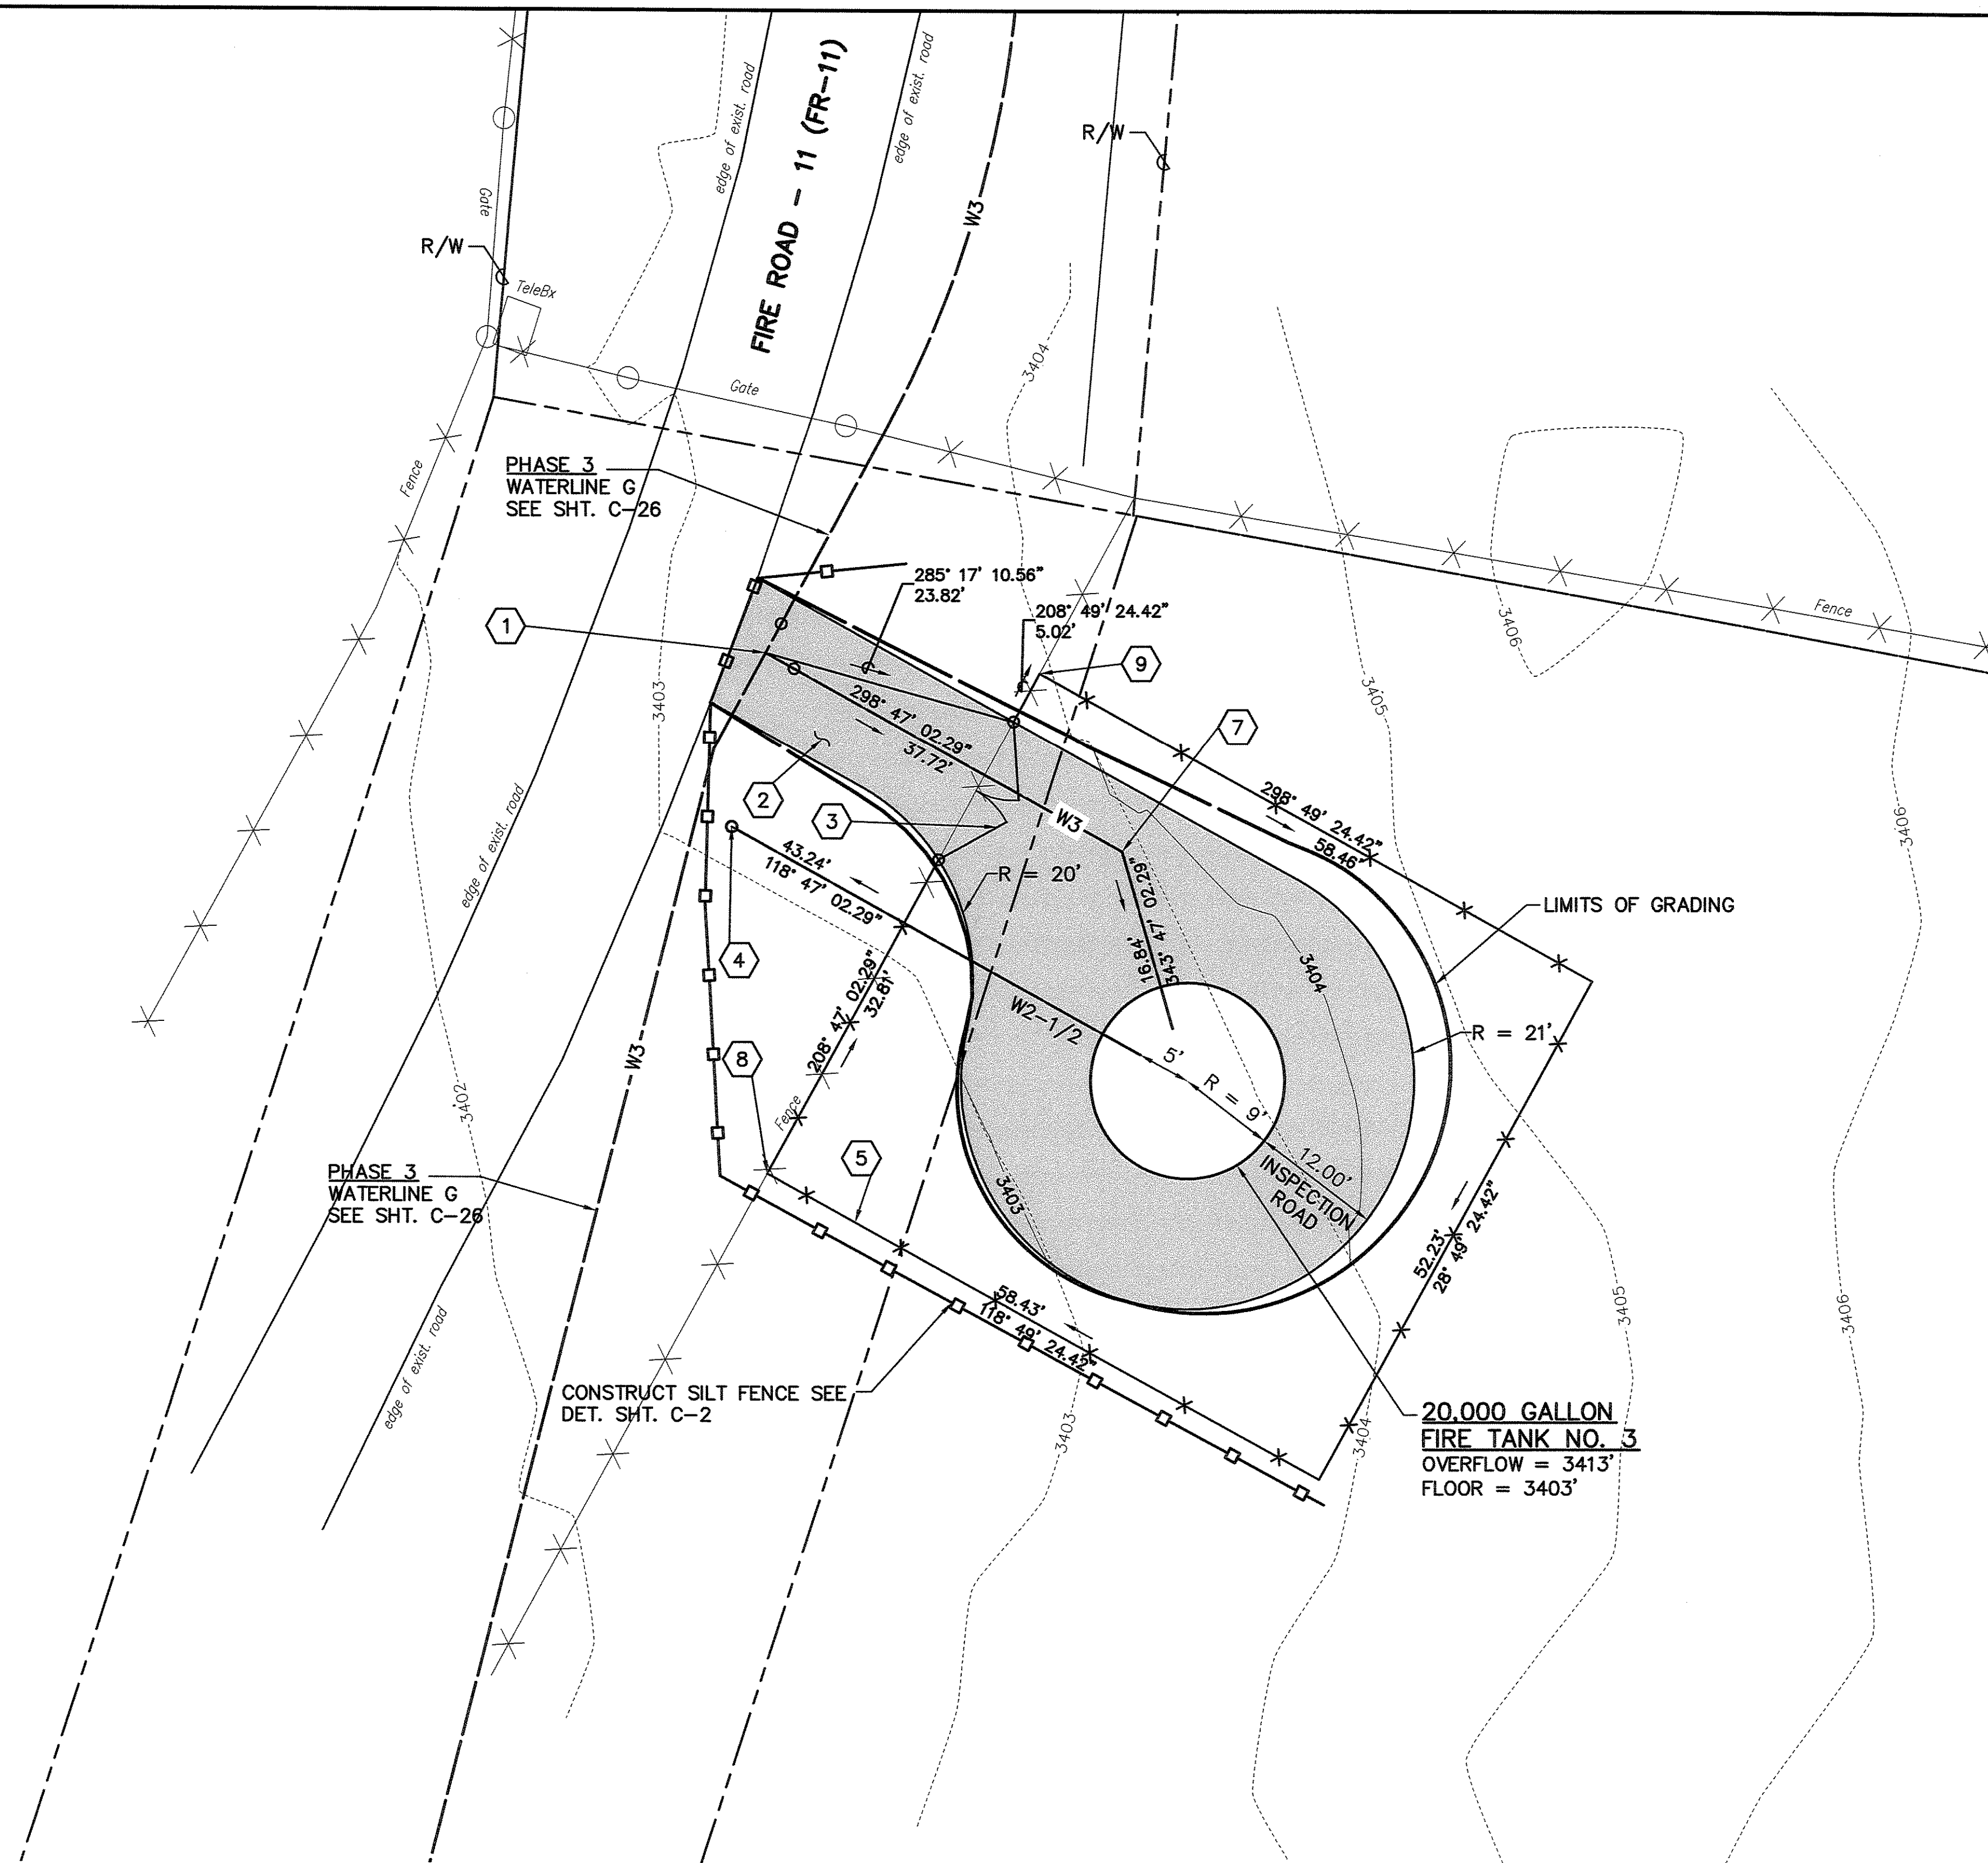 edge of exist. road
FIRE ROAD - 11 (FR-11)
edge of exist. road
W3
R/W
Gate
R/W
TeleBx
Gate
3404
Fence
PHASE 3
WATERLINE G
SEE SHT. C-26
285° 17' 10.56"
23.82'
208° 49' 24.42"
5.02'
1
9
3406
Fence
3403
3405
298° 47' 02.29"
37.72'
7
2
3
W3
298° 49' 24.42"
58.46'
3406
edge of exist. road
43.24'
118° 47' 02.29"
R = 20'
16.84'
343° 47' 02.29"
LIMITS OF GRADING
4
208° 47' 02.29"
32.81'
3404
W2-1/2
5'
R = 9'
R = 21'
W3
8
3402
Fence
5
12.00'
INSPECTION
ROAD
PHASE 3
WATERLINE G
SEE SHT. C-26
3403
52.23'
28° 49' 24.42"
58.43'
118° 49' 24.42"
3405
3406
edge of exist. road
CONSTRUCT SILT FENCE SEE
DET. SHT. C-2
3403
3404
20,000 GALLON
FIRE TANK NO. 3
OVERFLOW = 3413'
FLOOR = 3403'